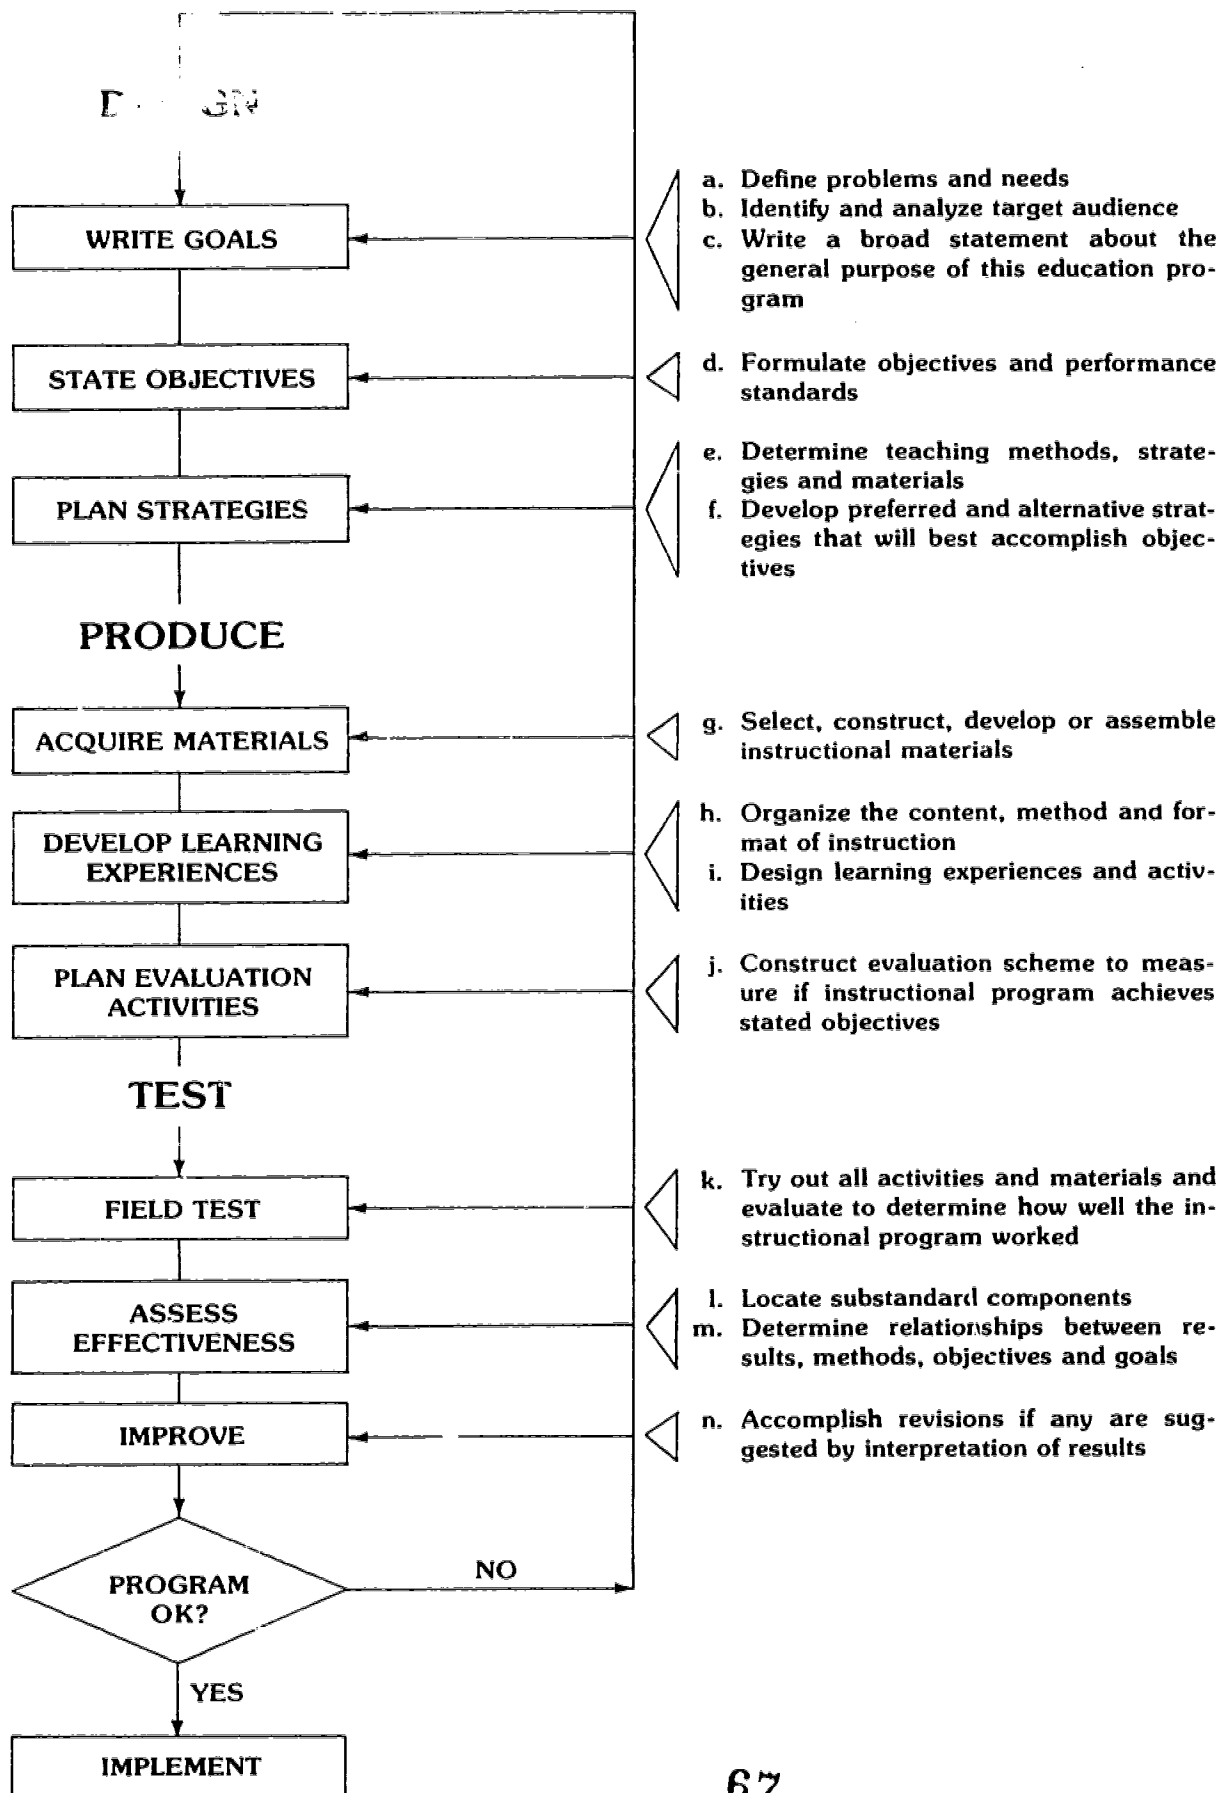 WRITE GOALS
a. Define problems and needs
b. Identify and analyze target audience
c. Write a broad statement about the
general purpose of this education pro-
gram
STATE OBJECTIVES
d. Formulate objectives and performance
standards
PLAN STRATEGIES
e. Determine teaching methods, strate-
gies and materials
f. Develop preferred and alternative strat-
egies that will best accomplish objec-
tives
PRODUCE
ACQUIRE MATERIALS
g. Select, construct, develop or assemble
instructional materials
DEVELOP LEARNING
EXPERIENCES
h. Organize the content, method and for-
mat of instruction
i. Design learning experiences and activ-
ities
PLAN EVALUATION
ACTIVITIES
j. Construct evaluation scheme to meas-
ure if instructional program achieves
stated objectives
TEST
FIELD TEST
k. Try out all activities and materials and
evaluate to determine how well the in-
structional program worked
ASSESS
EFFECTIVENESS
l. Locate substandard components
m. Determine relationships between re-
sults, methods, objectives and goals
IMPROVE
n. Accomplish revisions if any are sug-
gested by interpretation of results
PROGRAM
OK?
NO
YES
IMPLEMENT